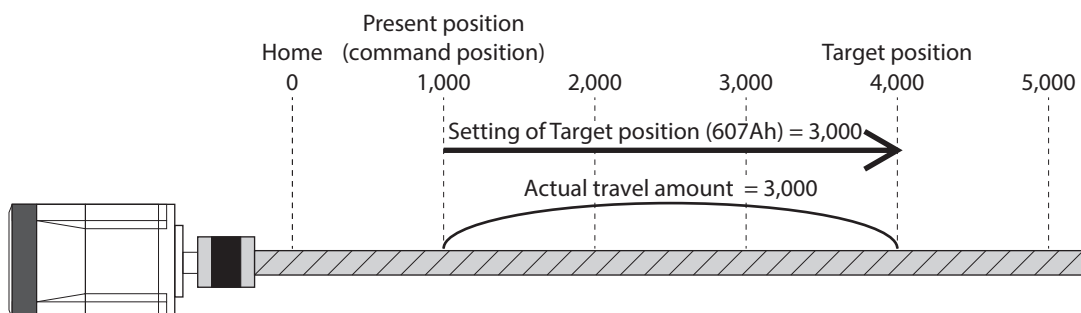 Present position
Home (command position) Target position
0 1,000 2,000 3,000 4,000 5,000
Setting of Target position (607Ah) = 3,000
Actual travel amount = 3,000